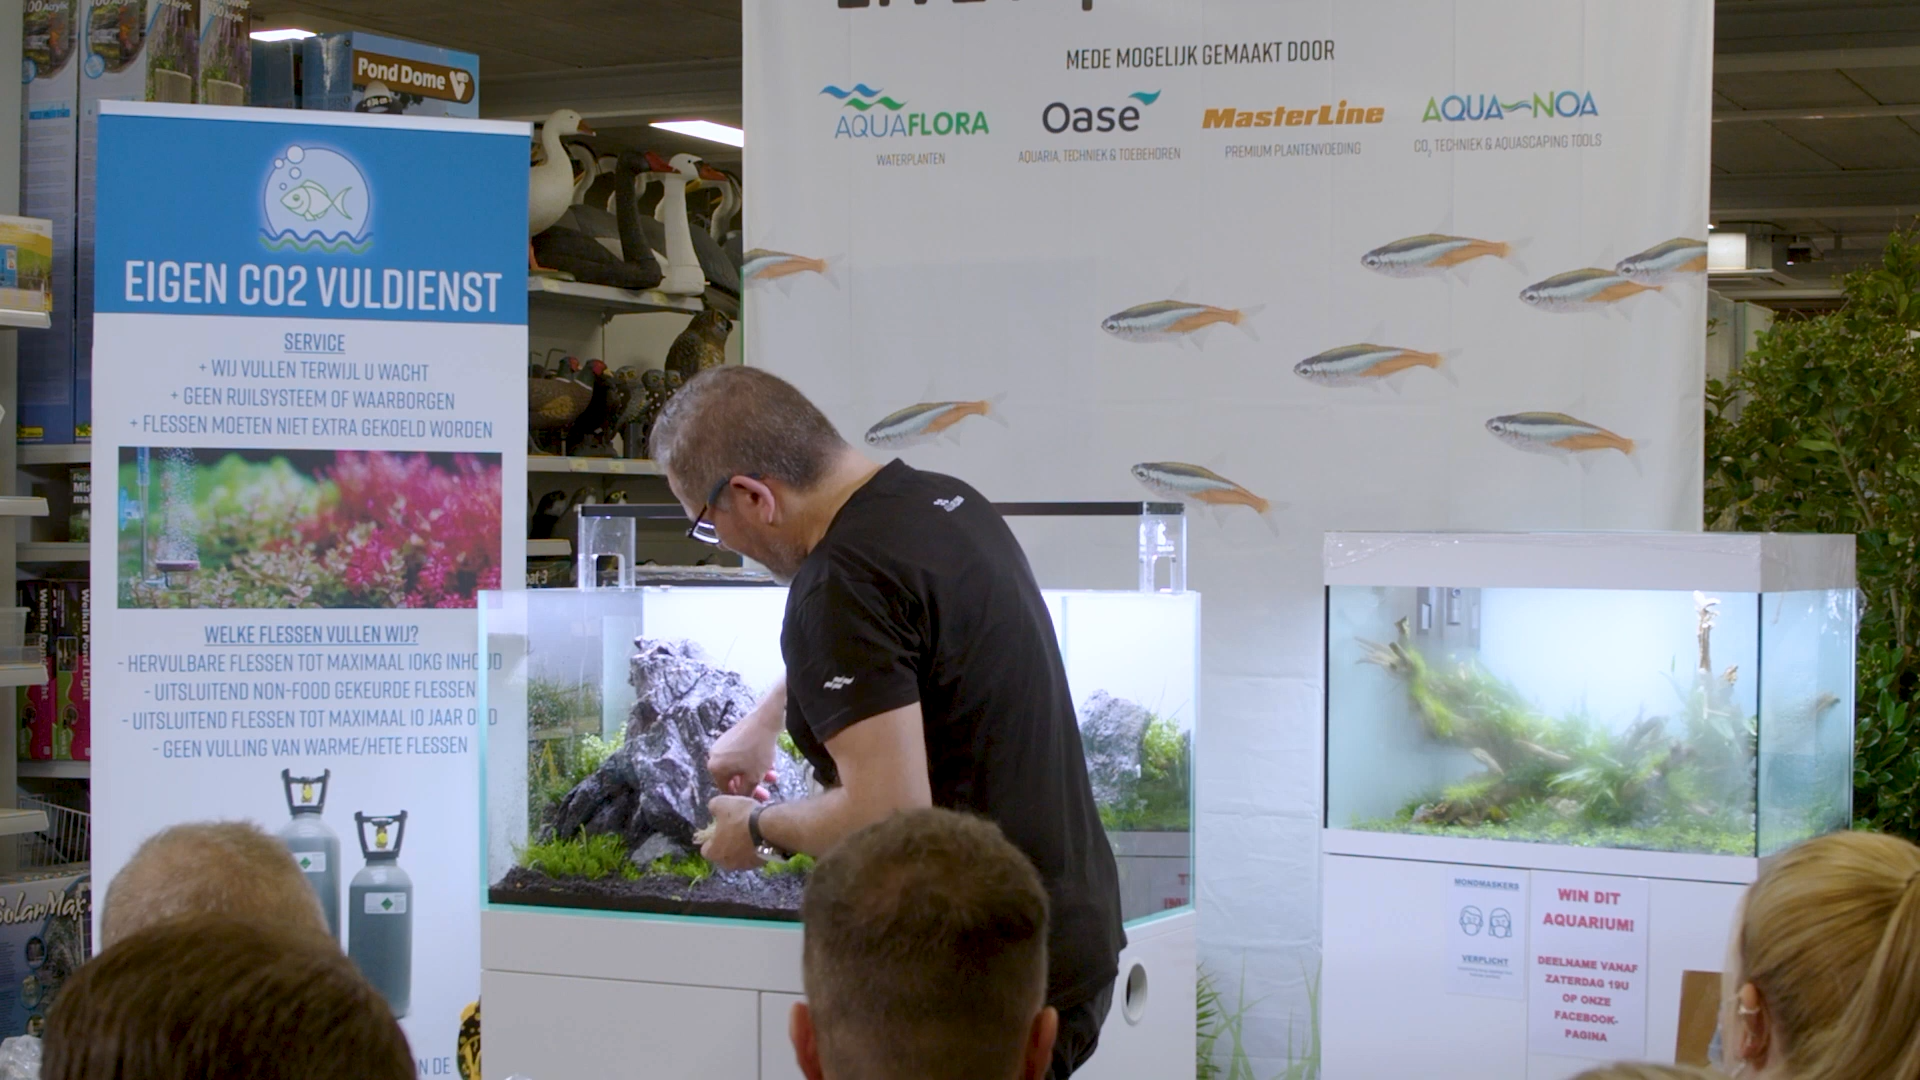 Pond Dome
MEDE MOGELIJK GEMAAKT DOOR
AQUAFLORA
WATERPLANTEN
Oase
AQUARIA, TECHNIEK & TOEBEHOREN
MasterLine
PREMIUM PLANTENVOEDING
AQUA NOA
CO2 TECHNIEK & AQUASCAPING TOOLS
EIGEN CO2 VULDIENST
SERVICE
+ WIJ VULLEN TERWIJL U WACHT
+ GEEN RUILSYSTEEM OF WAARBORGEN
+ FLESSEN MOETEN NIET EXTRA GEKOELD WORDEN
WELKE FLESSEN VULLEN WIJ?
- HERVULBARE FLESSEN TOT MAXIMAAL 10KG INHOUD
- UITSLUITEND NON-FOOD GEKEURDE FLESSEN
- UITSLUITEND FLESSEN TOT MAXIMAAL 10 JAAR OUD
- GEEN VULLING VAN WARME/HETE FLESSEN
Welkin Pond Light
SolarMax
MONDMASKERS
VERPLICHT
WIN DIT
AQUARIUM!
DEELNAME VANAF
ZATERDAG 19U
OP ONZE
FACEBOOK-
PAGINA